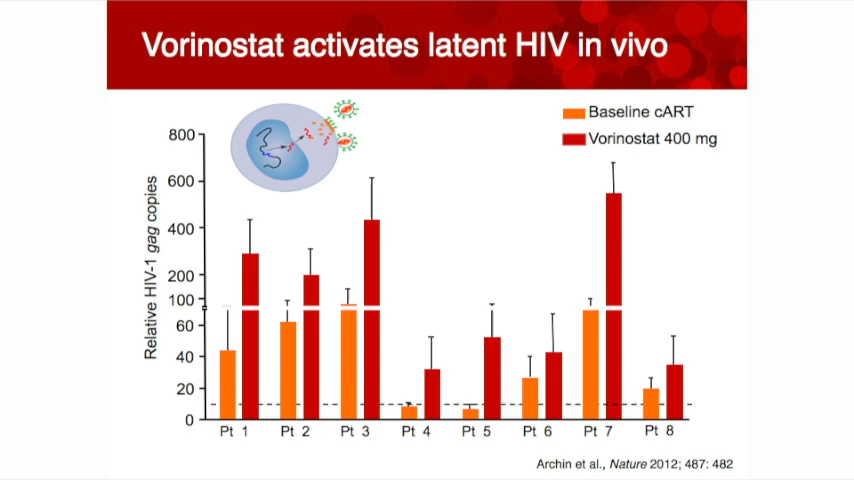 Vorinostat activates latent HIV in vivo
Baseline cART
Vorinostat 400 mg
Relative HIV-1 gag copies
800
600
400
200
100
60
40
20
0
Pt 1 Pt 2 Pt 3 Pt 4 Pt 5 Pt 6 Pt 7 Pt 8
Archin et al., Nature 2012; 487: 482